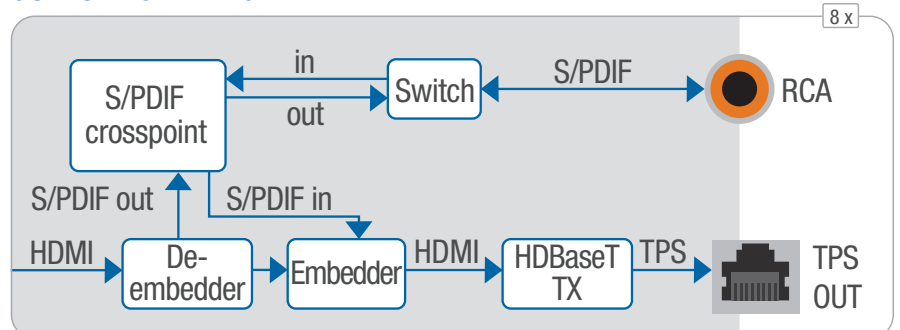 8 x
in
S/PDIF
crosspoint
Switch
S/PDIF
RCA
out
S/PDIF out
S/PDIF in
HDMI
De-
embedder
Embedder
HDMI
HDBaseT
TX
TPS
TPS
OUT